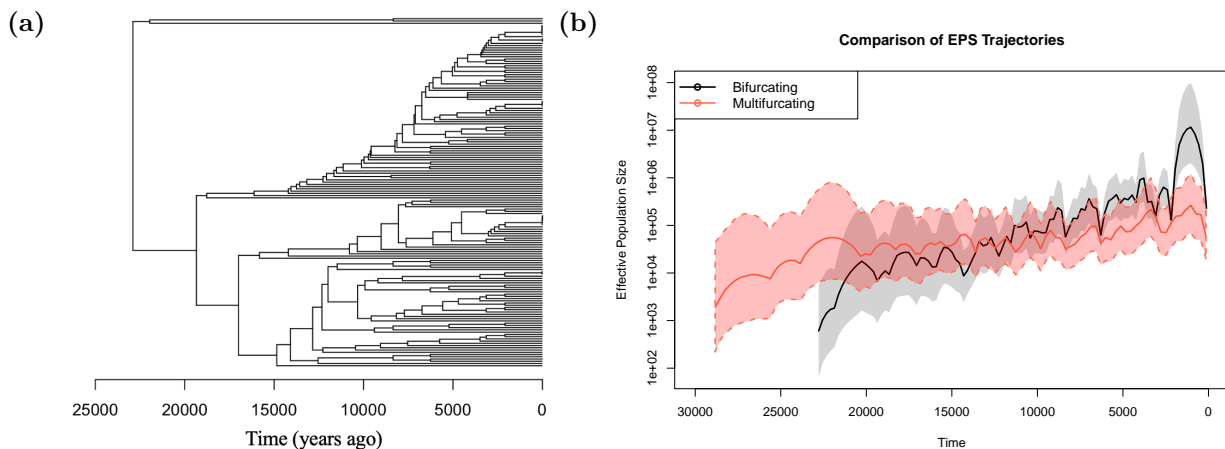 (a)
25000 20000 15000 10000 5000 0
Time (years ago)
(b)
Comparison of EPS Trajectories
Bifurcating
Multifurcating
Effective Population Size
1e+08
1e+07
1e+06
1e+05
1e+04
1e+03
1e+02
30000 25000 20000 15000 10000 5000 0
Time